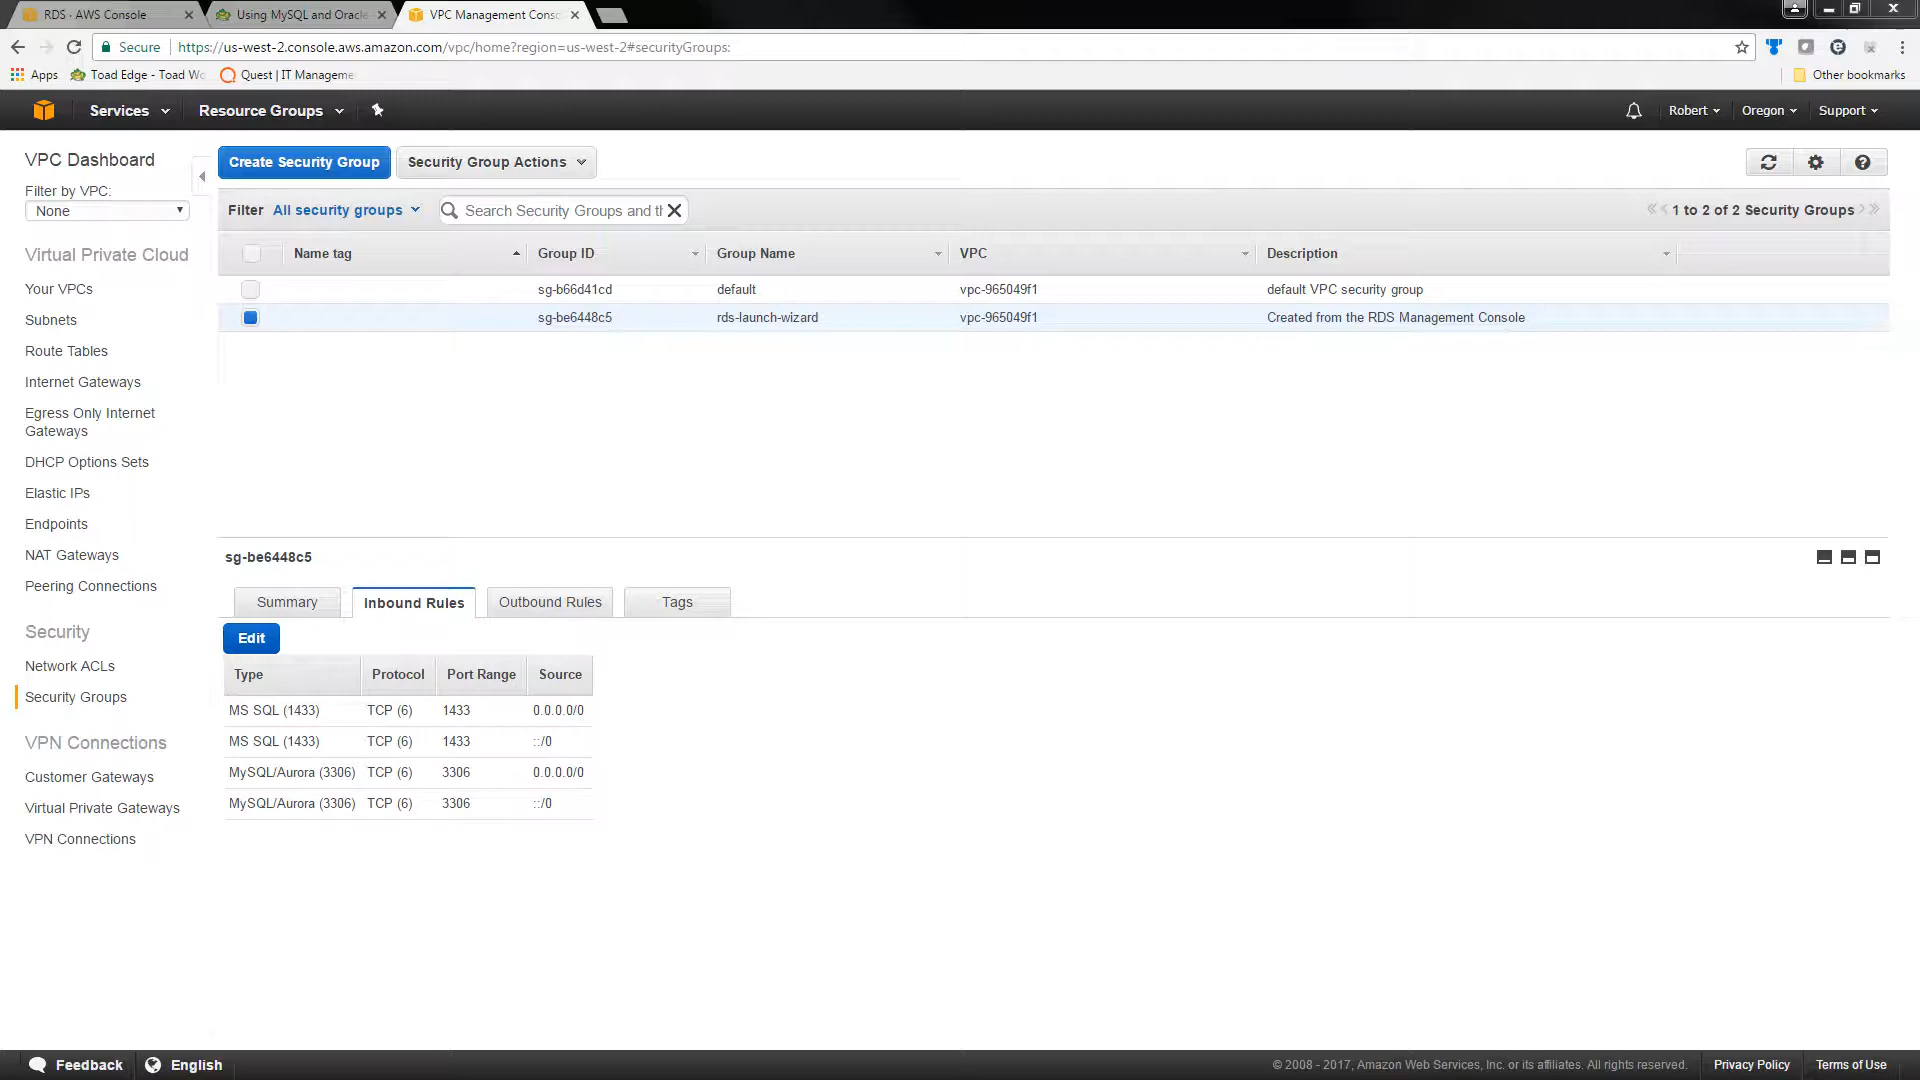 RDS · AWS Console
Using MySQL and Oracle
VPC Management Conso
Secure https://us-west-2.console.aws.amazon.com/vpc/home?region=us-west-2#securityGroups:
Apps Toad Edge - Toad Wo Quest | IT Manageme Other bookmarks
Services Resource Groups Robert Oregon Support
VPC Dashboard
Filter by VPC:
None
Virtual Private Cloud
Your VPCs
Subnets
Route Tables
Internet Gateways
Egress Only Internet
Gateways
DHCP Options Sets
Elastic IPs
Endpoints
NAT Gateways
Peering Connections
Security
Network ACLs
Security Groups
VPN Connections
Customer Gateways
Virtual Private Gateways
VPN Connections
Create Security Group Security Group Actions
Filter All security groups Search Security Groups and th 1 to 2 of 2 Security Groups
Name tag Group ID Group Name VPC Description
sg-b66d41cd default vpc-965049f1 default VPC security group
sg-be6448c5 rds-launch-wizard vpc-965049f1 Created from the RDS Management Console
sg-be6448c5
Summary Inbound Rules Outbound Rules Tags
Edit
Type Protocol Port Range Source
MS SQL (1433) TCP (6) 1433 0.0.0.0/0
MS SQL (1433) TCP (6) 1433 ::/0
MySQL/Aurora (3306) TCP (6) 3306 0.0.0.0/0
MySQL/Aurora (3306) TCP (6) 3306 ::/0
Feedback English © 2008 - 2017, Amazon Web Services, Inc. or its affiliates. All rights reserved. Privacy Policy Terms of Use